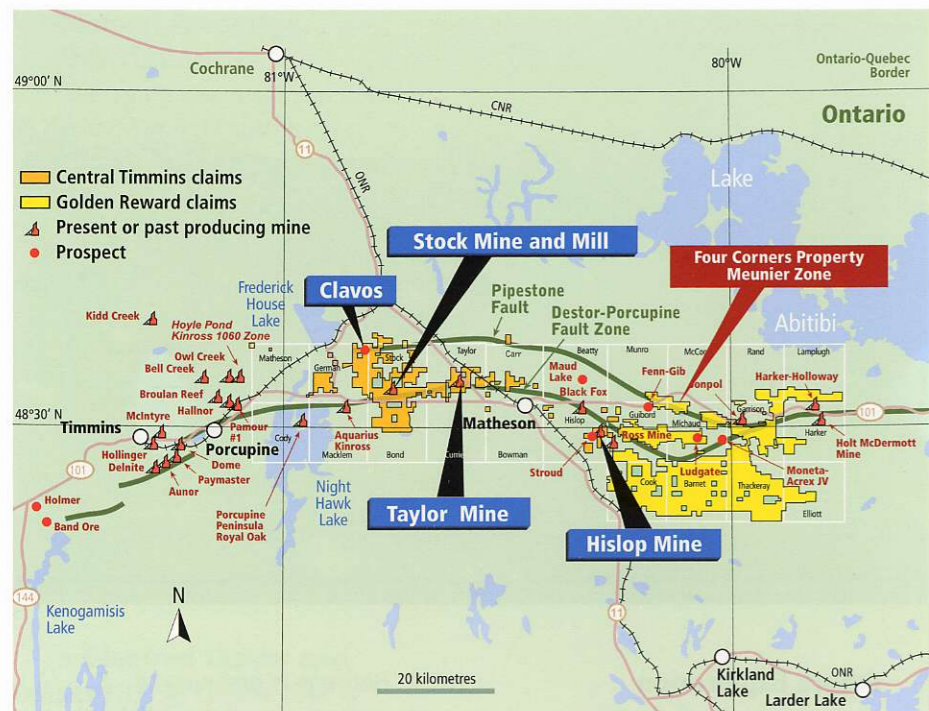 Cochrane
81°W
80°W
Ontario-Quebec
Border
49°00' N
CNR
Ontario
11
ONR
Lake
Central Timmins claims
Golden Reward claims
Present or past producing mine
Prospect
Stock Mine and Mill
Four Corners Property
Meunier Zone
Clavos
Frederick
House
Lake
Pipestone
Fault
Destor-Porcupine
Fault Zone
Abitibi
Kidd Creek
Hoyle Pond
Kinross 1060 Zone
Matheson
German
Stock
Taylor
Carr
Beatty
Munro
McCo
Rand
Lamplugh
Owl Creek
Bell Creek
Maud
Lake
Fenn-Gib
Black Fox
onpol
Harker-Holloway
Broulan Reef
Hallnor
McIntyre
Pamour
#1
48°30' N
Timmins
Porcupine
Cody
Macklem
Aquarius
Kinross
Bond
Currie
Matheson
Bowman
Hislop
Guibord
Michaud
Garrison
Harker
101
Ross Mine
Holt McDermott
Mine
Hollinger
Delnite
Dome
Paymaster
Aunor
101
Stroud
Cook
Ludgate
Barnet
Thackeray
Moneta-
Acrex JV
Elliott
Holmer
Band Ore
Porcupine
Peninsula
Royal Oak
Night
Hawk
Lake
Taylor Mine
Hislop Mine
144
Kenogamisis
Lake
N
11
20 kilometres
Kirkland
Lake
ONR
Larder Lake